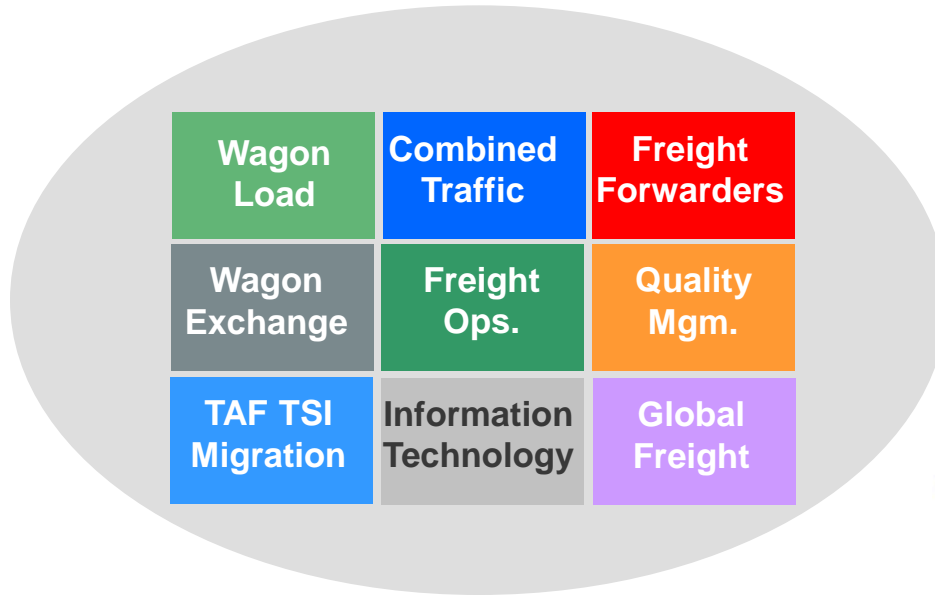 Wagon
Load
Combined
Traffic
Freight
Forwarders
Wagon
Exchange
Freight
Ops.
Quality
Mgm.
TAF TSI
Migration
Information
Technology
Global
Freight